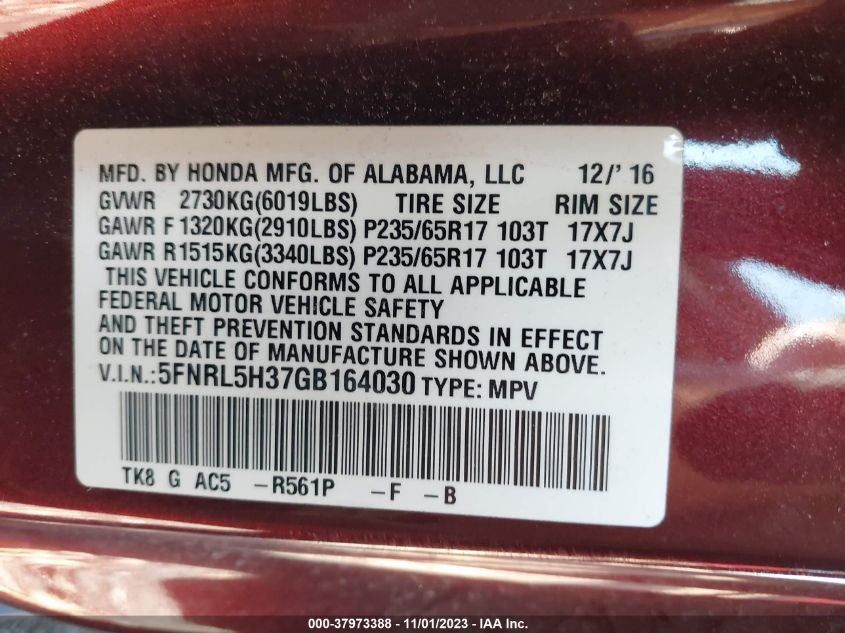 MFD. BY HONDA MFG. OF ALABAMA, LLC 12/' 16
GVWR 2730KG(6019LBS) TIRE SIZE RIM SIZE
GAWR F 1320KG(2910LBS) P235/65R17 103T 17X7J
GAWR R1515KG(3340LBS) P235/65R17 103T 17X7J
THIS VEHICLE CONFORMS TO ALL APPLICABLE
FEDERAL MOTOR VEHICLE SAFETY
AND THEFT PREVENTION STANDARDS IN EFFECT
ON THE DATE OF MANUFACTURE SHOWN ABOVE.
V.I.N.:5FNRL5H37GB164030 TYPE: MPV
TK8 G AC5 –R561P –F –B
000-37973388 - 11/01/2023 - IAA Inc.